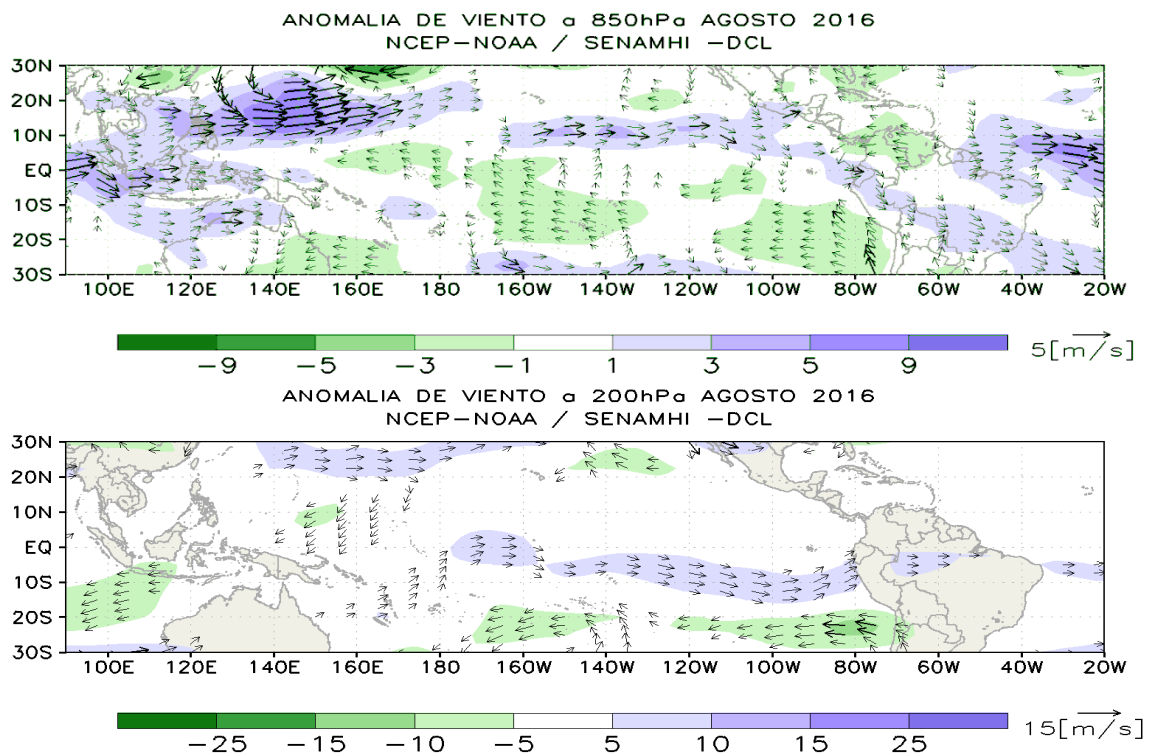 ANOMALIA DE VIENTO a 850hPa AGOSTO 2016
NCEP-NOAA / SENAMHI -DCL
30N
20N
10N
EQ
10S
20S
30S
100E 120E 140E 160E 180 160W 140W 120W 100W 80W 60W 40W 20W
-9 -5 -3 -1 1 3 5 9
5[m/s]
ANOMALIA DE VIENTO a 200hPa AGOSTO 2016
NCEP-NOAA / SENAMHI -DCL
30N
20N
10N
EQ
10S
20S
30S
100E 120E 140E 160E 180 160W 140W 120W 100W 80W 60W 40W 20W
-25 -15 -10 -5 5 10 15 25
15[m/s]